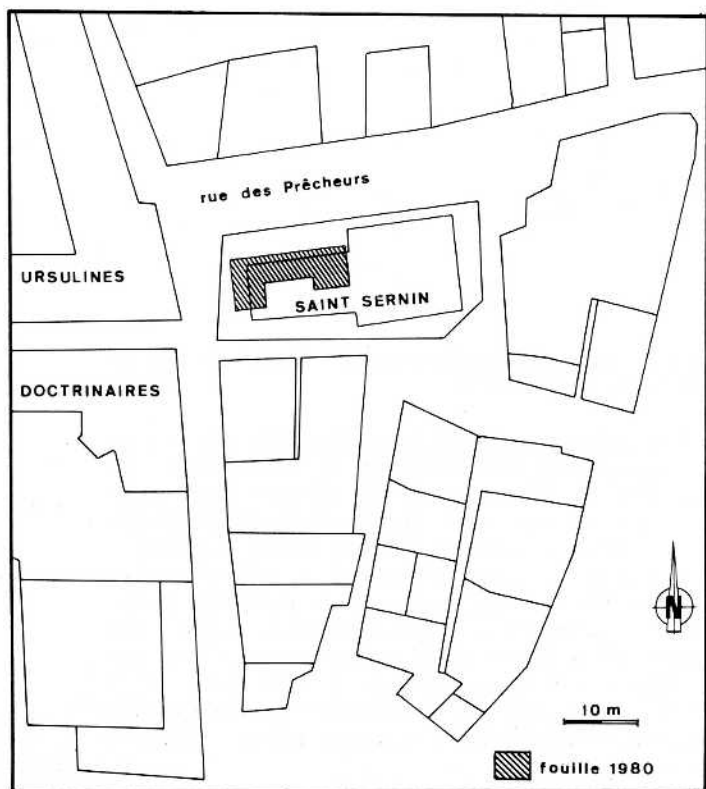 rue des Prêcheurs
URSULINES
SAINT SERNIN
DOCTRINAIRES
N
10 m
fouille 1980